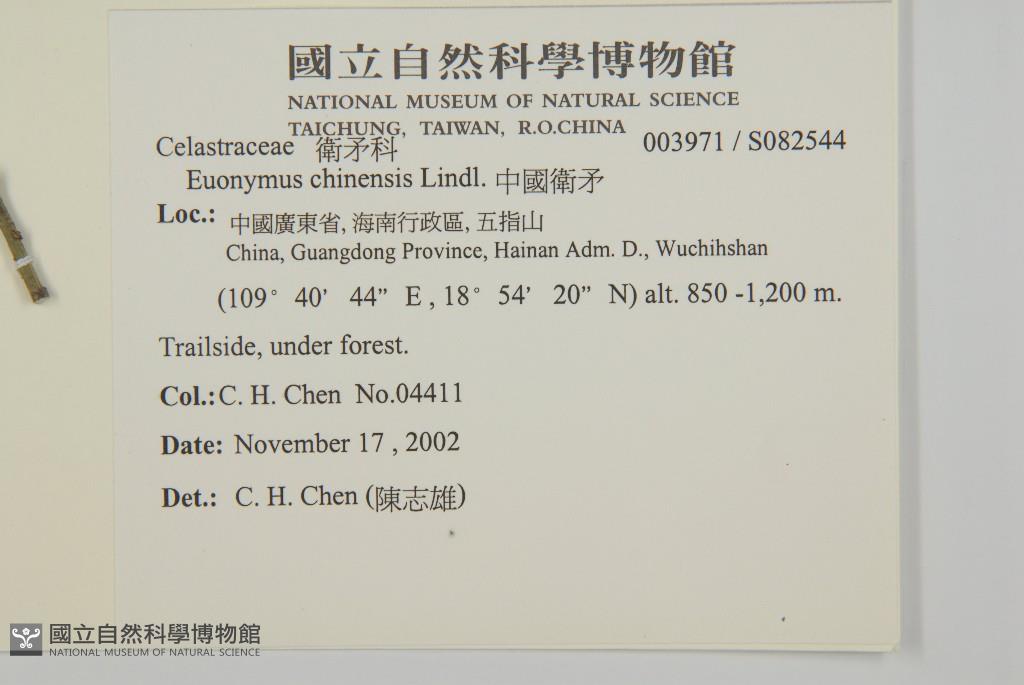 國立自然科學博物館
NATIONAL MUSEUM OF NATURAL SCIENCE
TAICHUNG, TAIWAN, R.O.CHINA
Celastraceae 衛矛科 003971 / S082544
Euonymus chinensis Lindl. 中國衛矛
Loc.: 中國廣東省, 海南行政區, 五指山
China, Guangdong Province, Hainan Adm. D., Wuchihshan
(109° 40’ 44” E , 18° 54’ 20” N) alt. 850 -1,200 m.
Trailside, under forest.
Col.: C. H. Chen No.04411
Date: November 17 , 2002
Det.: C. H. Chen (陳志雄)
國立自然科學博物館
NATIONAL MUSEUM OF NATURAL SCIENCE